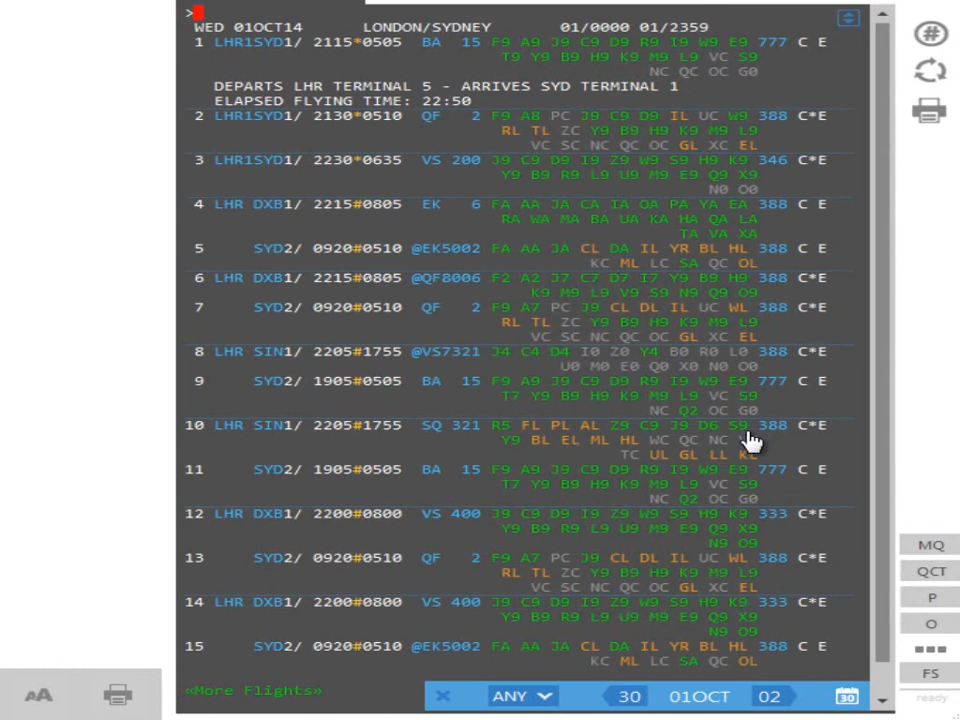 >
WED 01OCT14 LONDON/SYDNEY 01/0000 01/2359
1 LHR1SYD1/ 2115*0505 BA 15 F9 A9 J9 C9 D9 R9 I9 W9 E9 777 C E
T9 Y9 B9 H9 K9 M9 L9 VC S9
NC QC OC G0
DEPARTS LHR TERMINAL 5 - ARRIVES SYD TERMINAL 1
ELAPSED FLYING TIME: 22:50
2 LHR1SYD1/ 2130*0510 QF 2 F9 A8 PC J9 C9 D9 IL UC W9 C*E
RL TL ZC Y9 B9 H9 K9 M9 L9
VC SC NC QC OC GL XC EL
3 LHR1SYD1/ 2230*0635 VS 200 J9 C9 D9 I9 Z9 W9 S9 H9 K9 346 C*E
Y9 B9 R9 L9 U9 M9 E9 Q9 X9
N0 O0
4 LHR DXB1/ 2215#0805 EK 6 FA AA JA CA IA OA PA YA EA 388 C E
RA WA MA BA UA KA HA QA LA
TA VA XA
5 SYD2/ 0920#0510 @EK5002 FA AA JA CL DA IL YR BL HL 388 C E
KC ML LC SA QC OL
6 LHR DXB1/ 2215#0805 @QF8006 F2 A2 J7 C7 D7 I7 Y9 B9 H9 388 C*E
K9 M9 L9 V9 S9 N9 Q9 O9
7 SYD2/ 0920#0510 QF 2 F9 A7 PC J9 CL DL IL UC WL 388 C*E
RL TL ZC Y9 B9 H9 K9 M9 L9
VC SC NC QC OC GL XC EL
8 LHR SIN1/ 2205#1755 @VS7321 J4 C4 D4 I0 Z0 Y4 B0 R0 L0 388 C*E
U0 M0 E0 Q0 X0 N0 O0
9 SYD2/ 1905#0505 BA 15 F9 A9 J9 C9 D9 R9 I9 W9 E9 777 C E
T7 Y9 B9 H9 K9 M9 L9 VC S9
NC Q2 OC G0
10 LHR SIN1/ 2205#1755 SQ 321 R5 FL PL AL Z9 C9 J9 D6 S9 388 C*E
Y9 BL EL ML HL WC QC NC
TC UL GL LL KL
11 SYD2/ 1905#0505 BA 15 F9 A9 J9 C9 D9 R9 I9 W9 E9 777 C E
T7 Y9 B9 H9 K9 M9 L9 VC S9
NC Q2 OC G0
12 LHR DXB1/ 2200#0800 VS 400 J9 C9 D9 I9 Z9 W9 S9 H9 K9 333 C*E
Y9 B9 R9 L9 U9 M9 E9 Q9 X9
N9 O9
13 SYD2/ 0920#0510 QF 2 F9 A7 PC J9 CL DL IL UC WL 388 C*E
RL TL ZC Y9 B9 H9 K9 M9 L9
VC SC NC QC OC GL XC EL
14 LHR DXB1/ 2200#0800 VS 400 J9 C9 D9 I9 Z9 W9 S9 H9 K9 333 C*E
Y9 B9 R9 L9 U9 M9 E9 Q9 X9
N9 O9
15 SYD2/ 0920#0510 @EK5002 FA AA JA CL DA IL YR BL HL 388 C E
KC ML LC SA QC OL
«More Flights»
× ANY 30 01OCT 02 30
AA
#
MQ
QCT
P
O
FS
ready